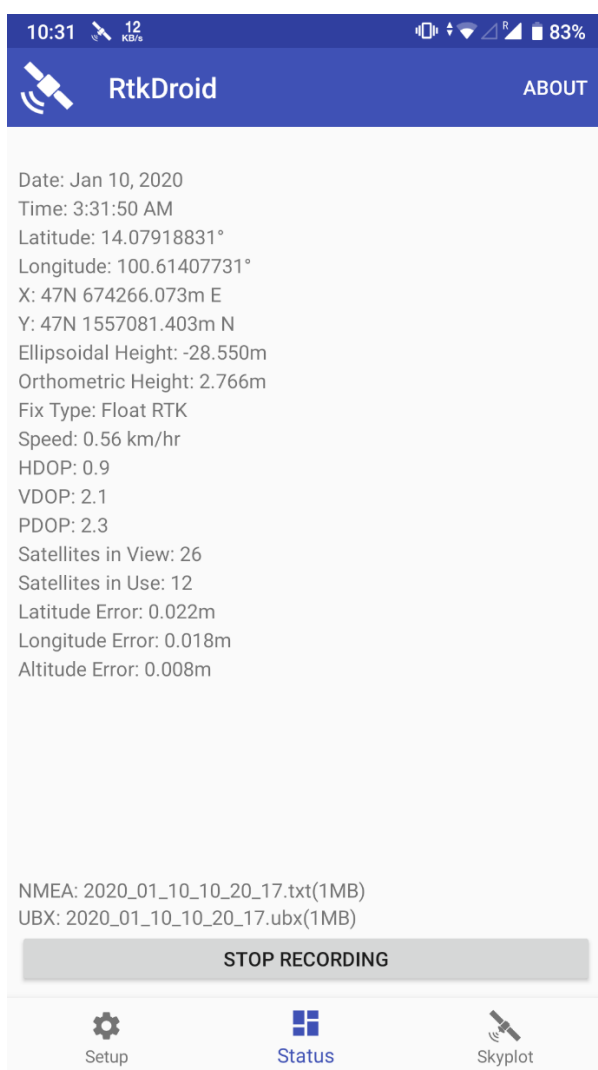 10:31 12 KB/s R 83%
RtkDroid ABOUT
Date: Jan 10, 2020
Time: 3:31:50 AM
Latitude: 14.07918831°
Longitude: 100.61407731°
X: 47N 674266.073m E
Y: 47N 1557081.403m N
Ellipsoidal Height: -28.550m
Orthometric Height: 2.766m
Fix Type: Float RTK
Speed: 0.56 km/hr
HDOP: 0.9
VDOP: 2.1
PDOP: 2.3
Satellites in View: 26
Satellites in Use: 12
Latitude Error: 0.022m
Longitude Error: 0.018m
Altitude Error: 0.008m
NMEA: 2020_01_10_10_20_17.txt(1MB)
UBX: 2020_01_10_10_20_17.ubx(1MB)
STOP RECORDING
Setup Status Skyplot